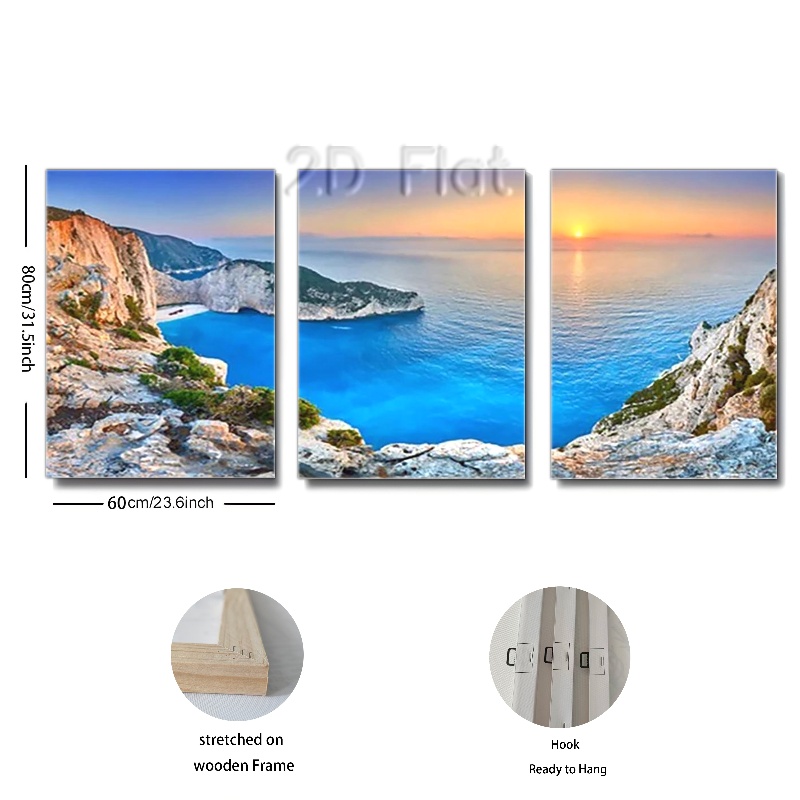 2D Flat
80cm/31.5inch
60cm/23.6inch
stretched on
wooden Frame
Hook
Ready to Hang